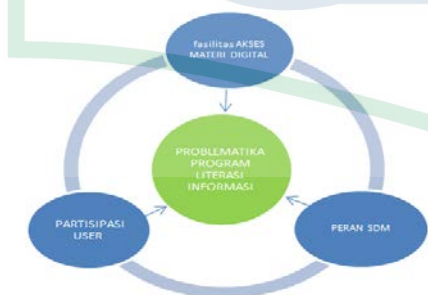 fasilitas AKSES
MATERI DIGITAL
PROBLEMATIKA
PROGRAM
LITERASI
INFORMASI
PARTISIPASI
USER
PERAN SDM